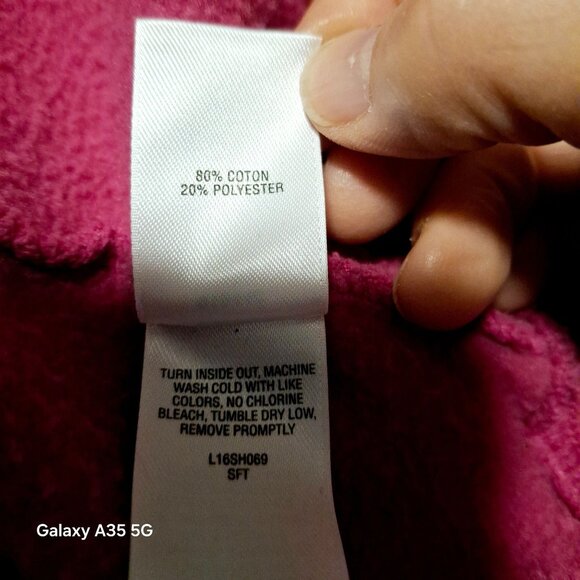 80% COTON
20% POLYESTER
TURN INSIDE OUT, MACHINE
WASH COLD WITH LIKE
COLORS, NO CHLORINE
BLEACH, TUMBLE DRY LOW,
REMOVE PROMPTLY
L16SH069
SFT
Galaxy A35 5G